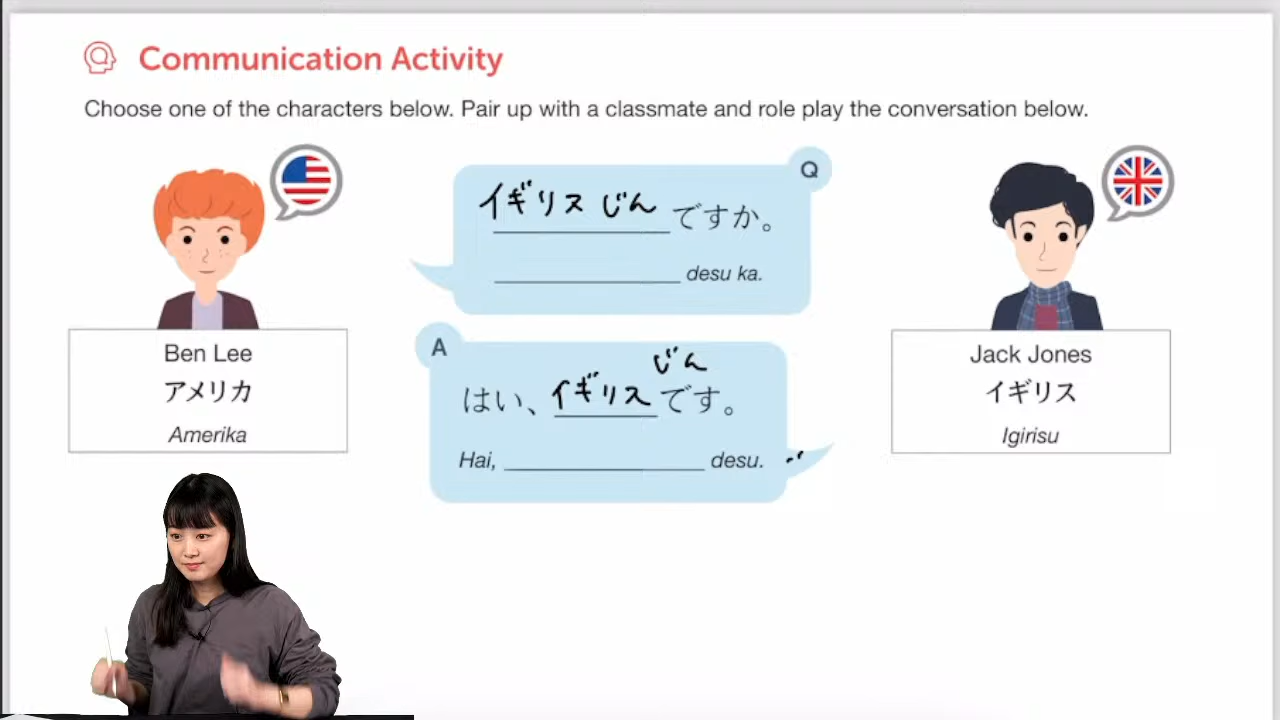 Communication Activity
Choose one of the characters below. Pair up with a classmate and role play the conversation below.
Q
イギリス じん ですか。
____ desu ka.
A
じん
はい、イギリスです。
Hai, ____ desu.
Ben Lee
アメリカ
Amerika
Jack Jones
イギリス
Igirisu